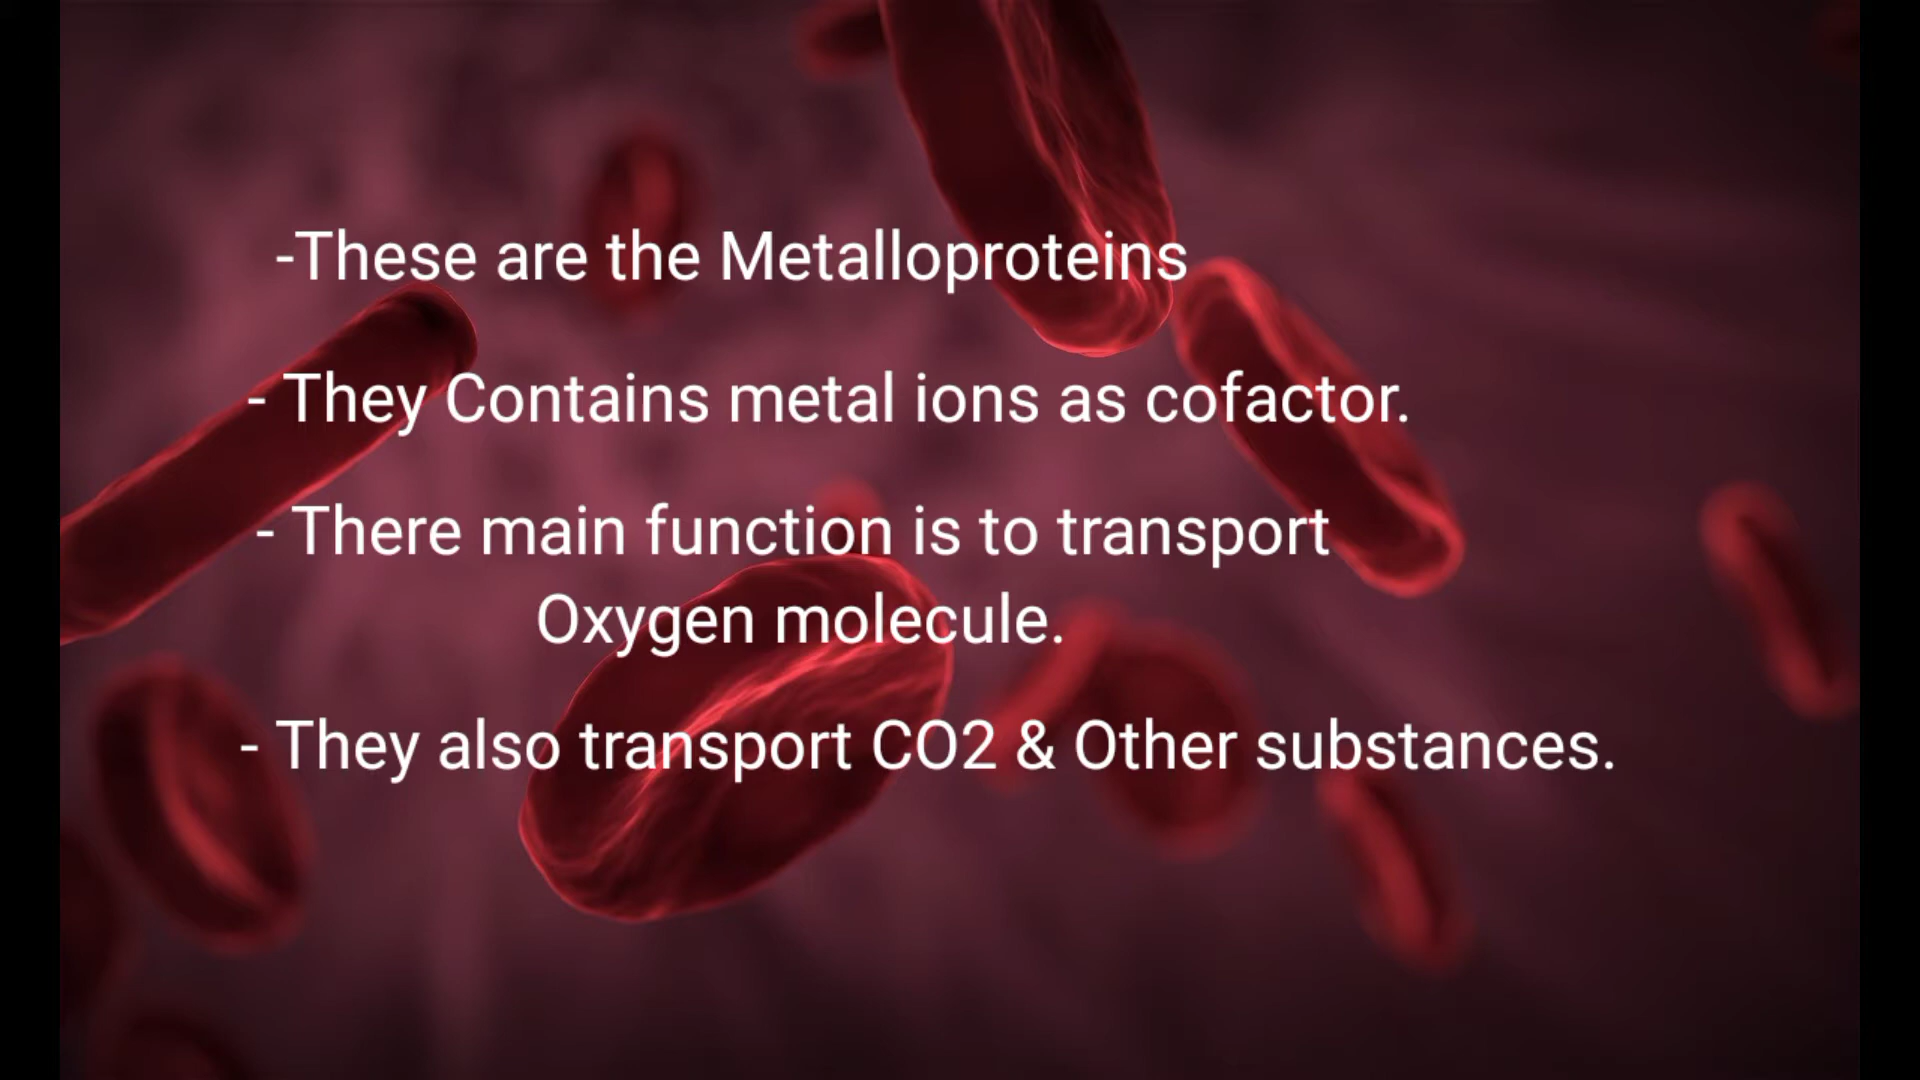 -These are the Metalloproteins
- They Contains metal ions as cofactor.
- There main function is to transport
Oxygen molecule.
- They also transport CO2 & Other substances.